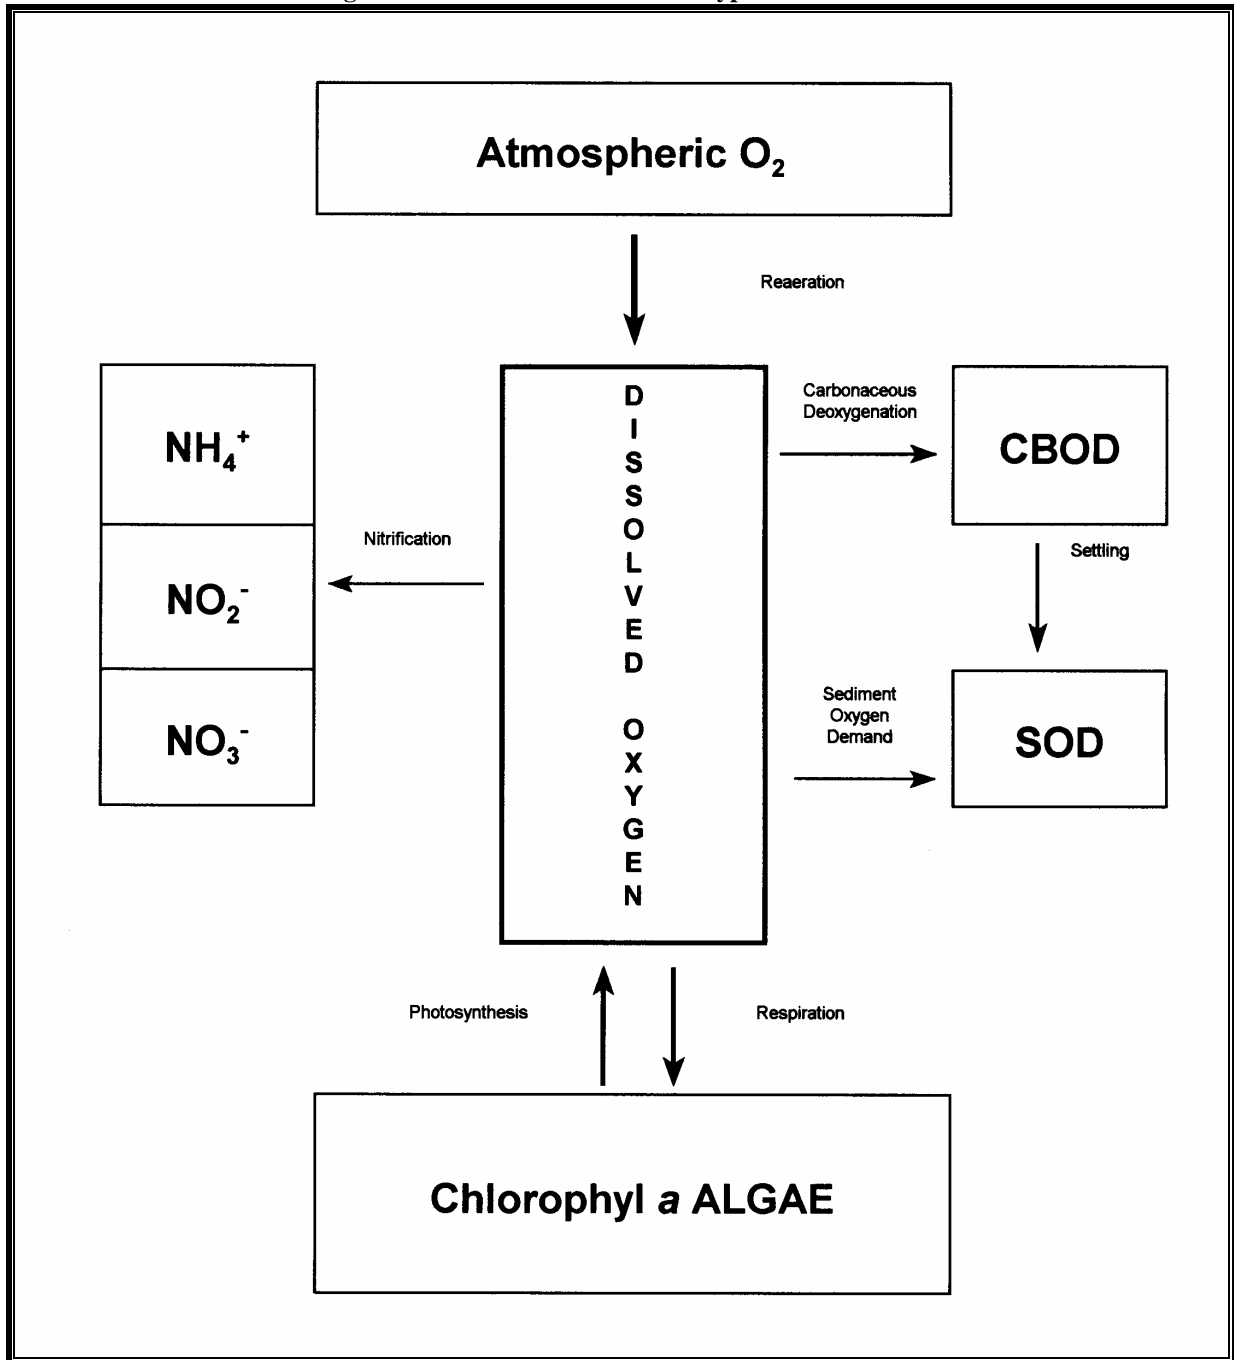 Atmospheric O₂
Reaeration
NH₄⁺
NO₂⁻
NO₃⁻
Nitrification
D
I
S
S
O
L
V
E
D
O
X
Y
G
E
N
Carbonaceous
Deoxygenation
CBOD
Settling
Sediment
Oxygen
Demand
SOD
Photosynthesis
Respiration
Chlorophyl a ALGAE